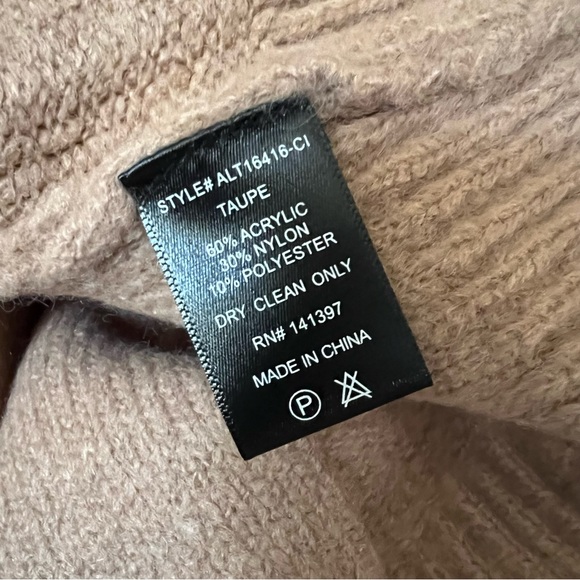 STYLE# ALT16416-CI
TAUPE
60% ACRYLIC
30% NYLON
10% POLYESTER
DRY CLEAN ONLY
RN# 141397
MADE IN CHINA
P